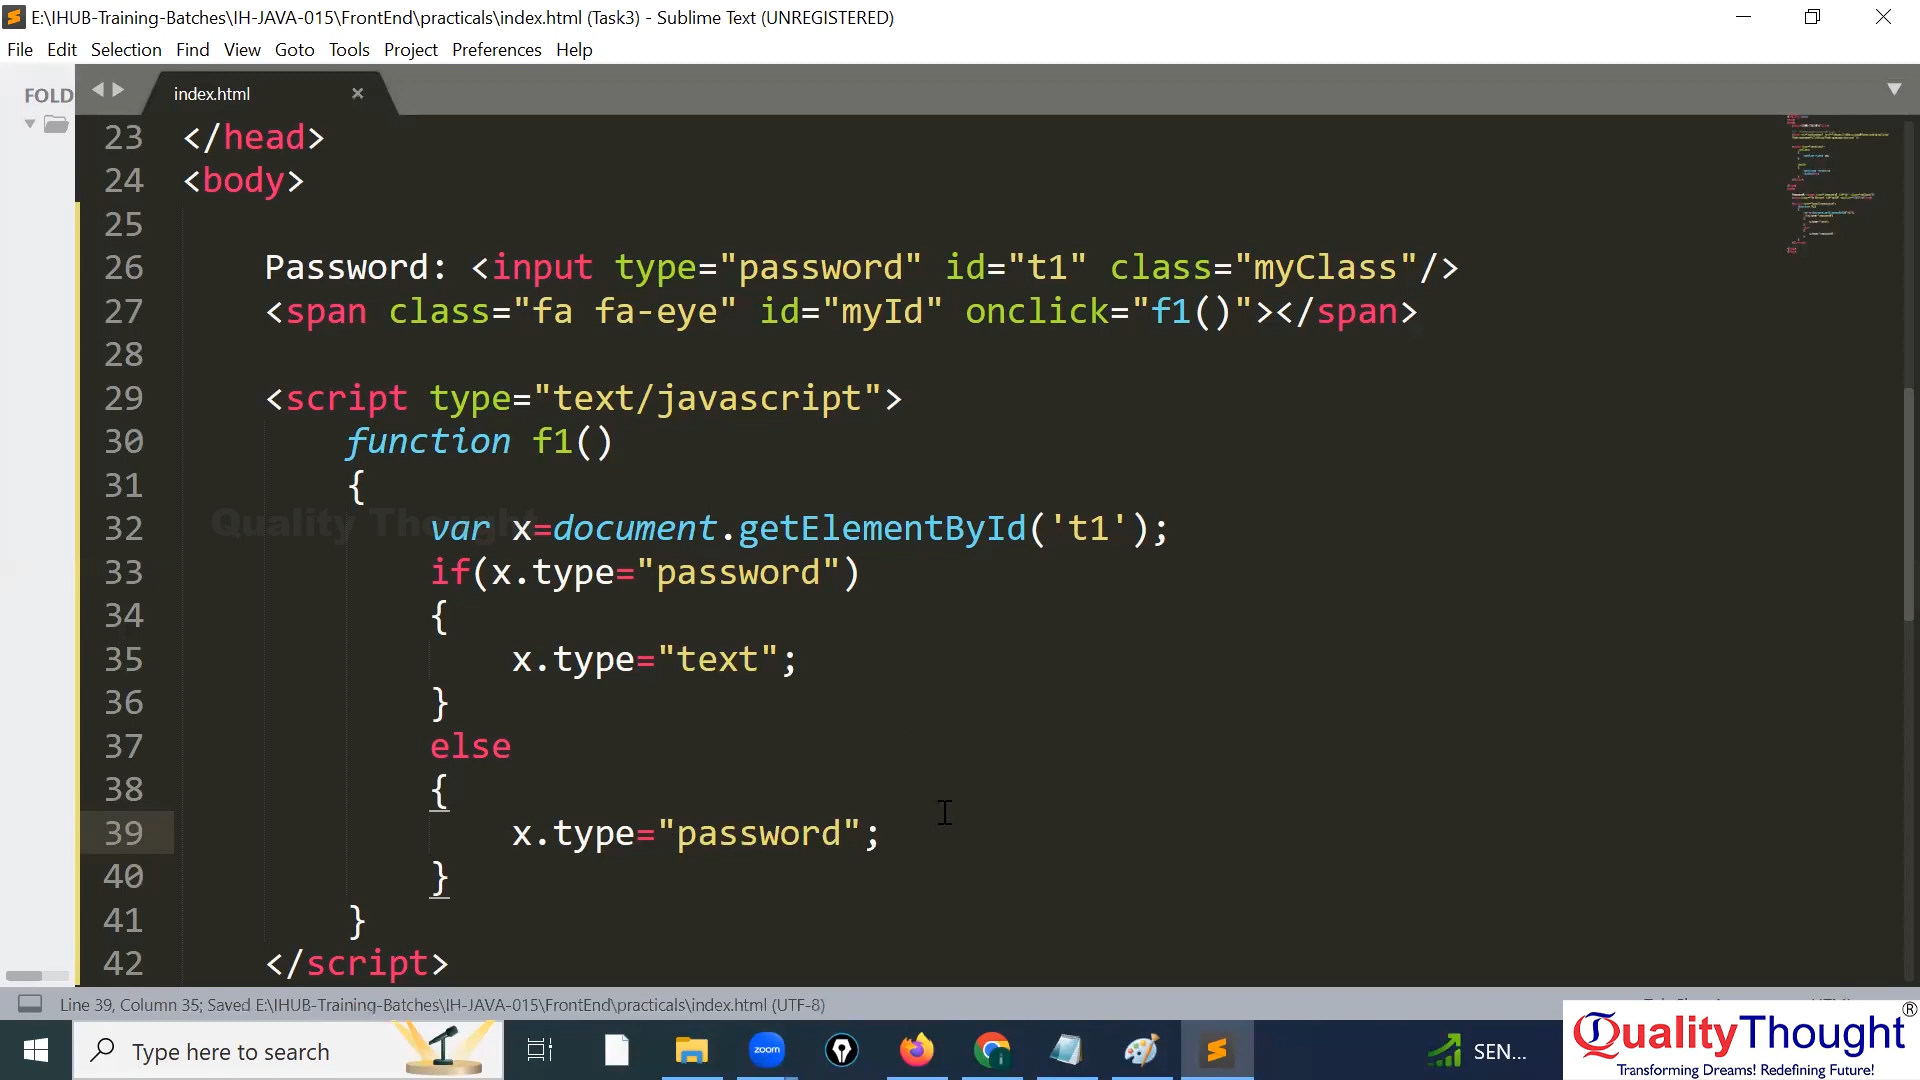 E:\IHUB-Training-Batches\IH-JAVA-015\FrontEnd\practicals\index.html (Task3) - Sublime Text (UNREGISTERED)
File Edit Selection Find View Goto Tools Project Preferences Help
FOLD
index.html
23 </head>
24 <body>
25
26 Password: <input type="password" id="t1" class="myClass"/>
27 <span class="fa fa-eye" id="myId" onclick="f1()"></span>
28
29 <script type="text/javascript">
30 function f1()
31 {
Quality Thought
32 var x=document.getElementById('t1');
33 if(x.type="password")
34 {
35 x.type="text";
36 }
37 else
38 {
39 x.type="password";
40 }
41 }
42 </script>
Line 39, Column 35; Saved E:\IHUB-Training-Batches\IH-JAVA-015\FrontEnd\practicals\index.html (UTF-8)
Type here to search
zoom
SEN...
QualityThought®
Transforming Dreams! Redefining Future!